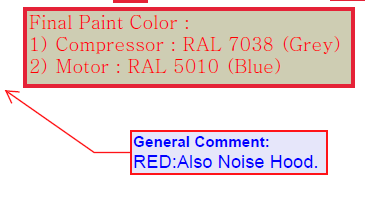 Final Paint Color :
1) Compressor : RAL 7038 (Grey)
2) Motor : RAL 5010 (Blue)
General Comment:
RED:Also Noise Hood.